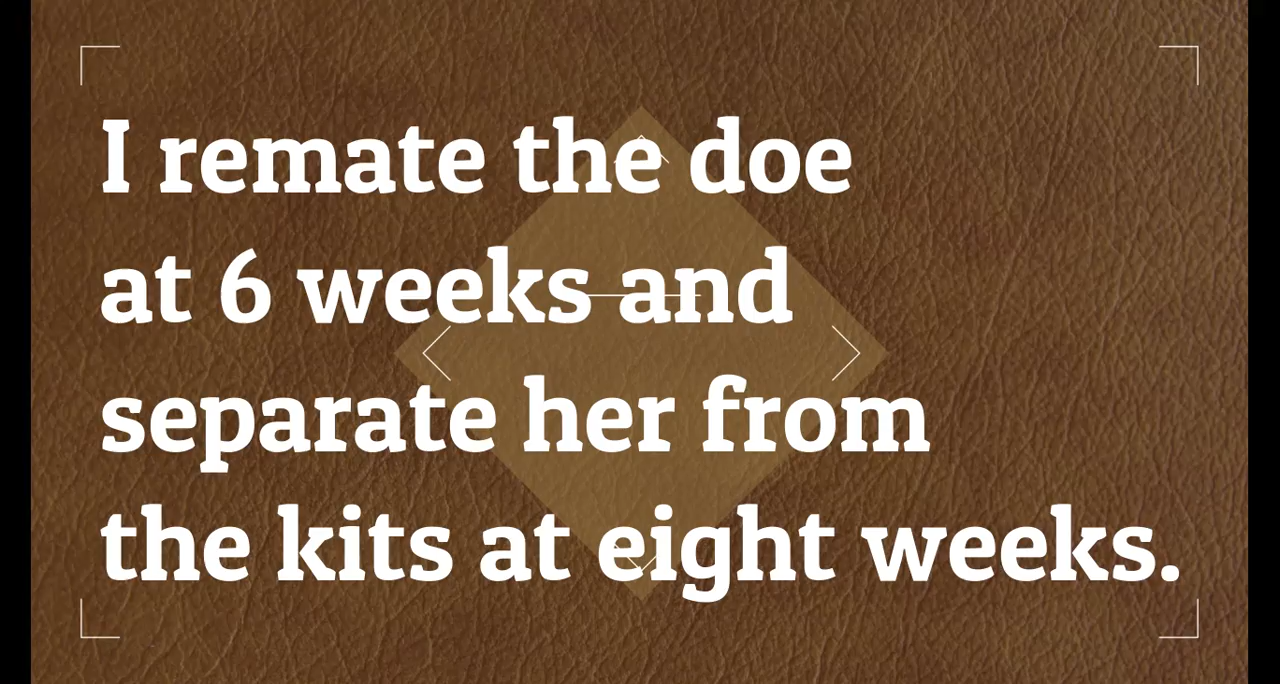 I remate the doe
at 6 weeks and
separate her from
the kits at eight weeks.